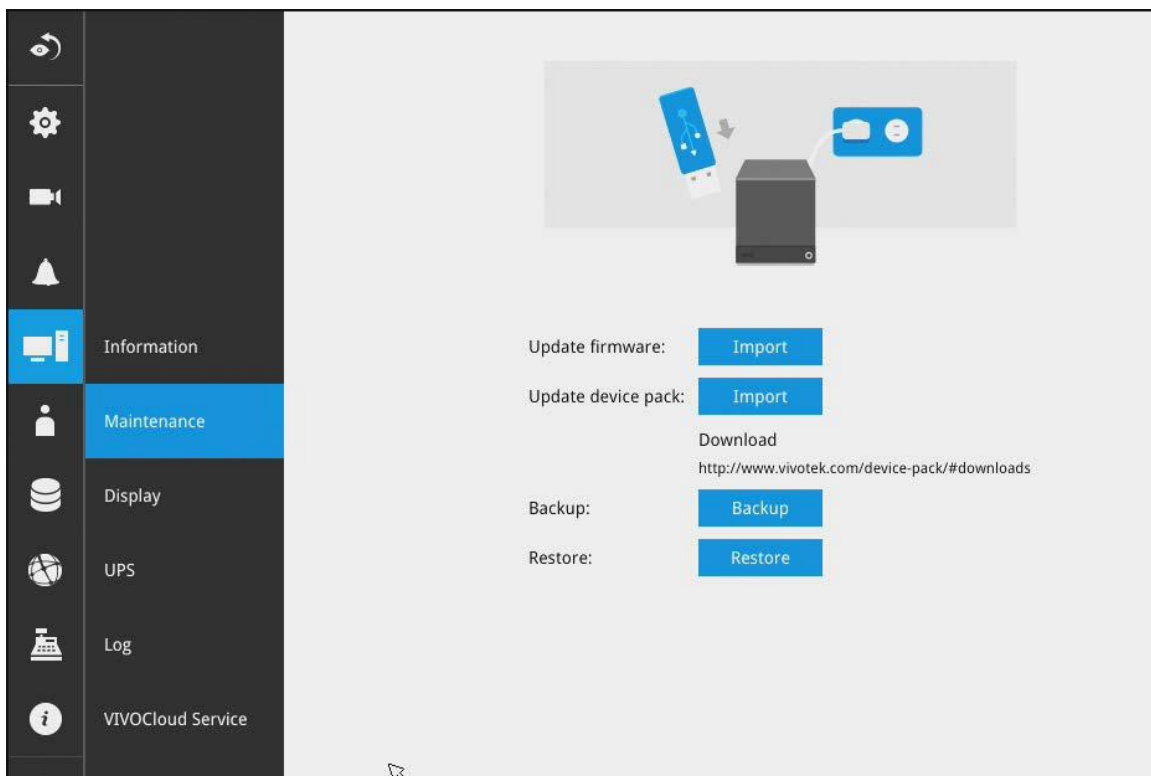 Information
Maintenance
Display
UPS
Log
VIVOCloud Service
Update firmware: Import
Update device pack: Import
Download
http://www.vivotek.com/device-pack/#downloads
Backup: Backup
Restore: Restore